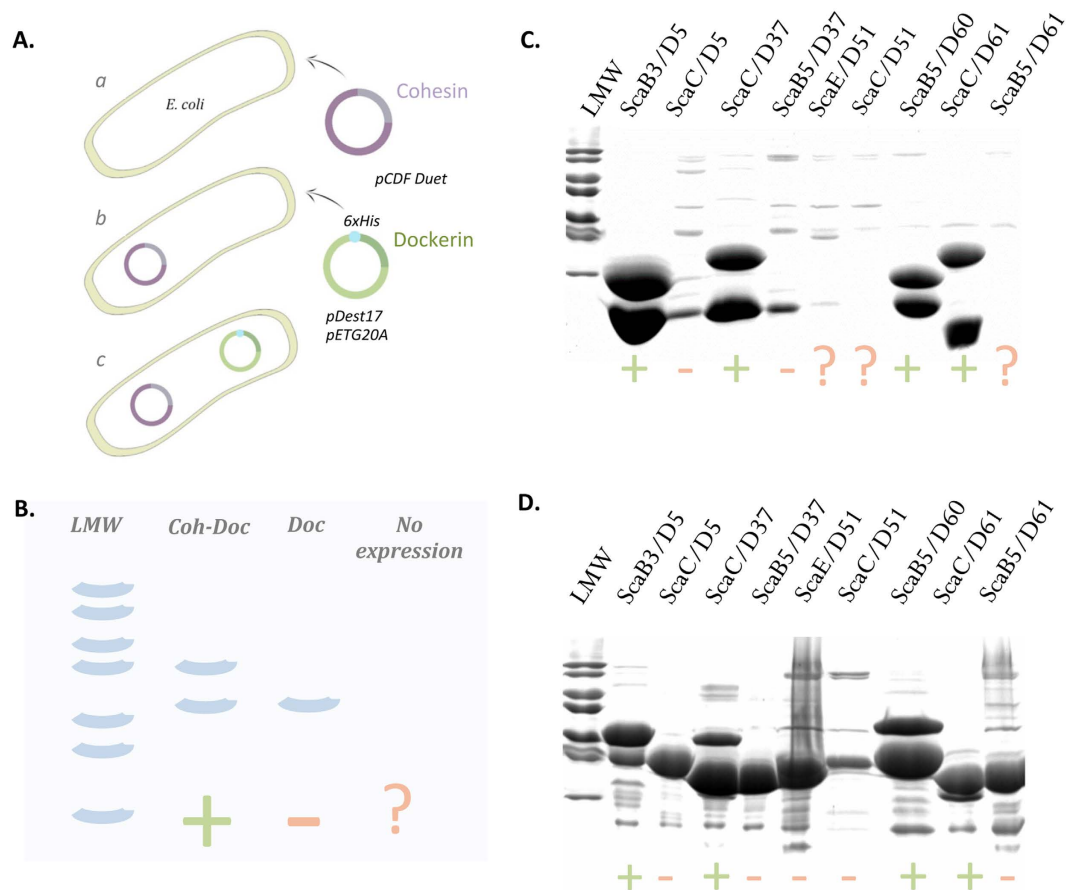 A.
a
E. coli
Cohesin
pCDF Duet
b
6xHis
Dockerin
pDest17
pETG20A
c
B.
LMW Coh-Doc Doc No
expression
+ - ?
C.
LMW
ScaB3/D5
ScaC/D5
ScaC/D37
ScaB5/D37
ScaE/D51
ScaC/D51
ScaB5/D60
ScaC/D61
ScaB5/D61
+ - + - ? ? + + ?
D.
LMW
ScaB3/D5
ScaC/D5
ScaC/D37
ScaB5/D37
ScaE/D51
ScaC/D51
ScaB5/D60
ScaC/D61
ScaB5/D61
+ - + - - - + + -